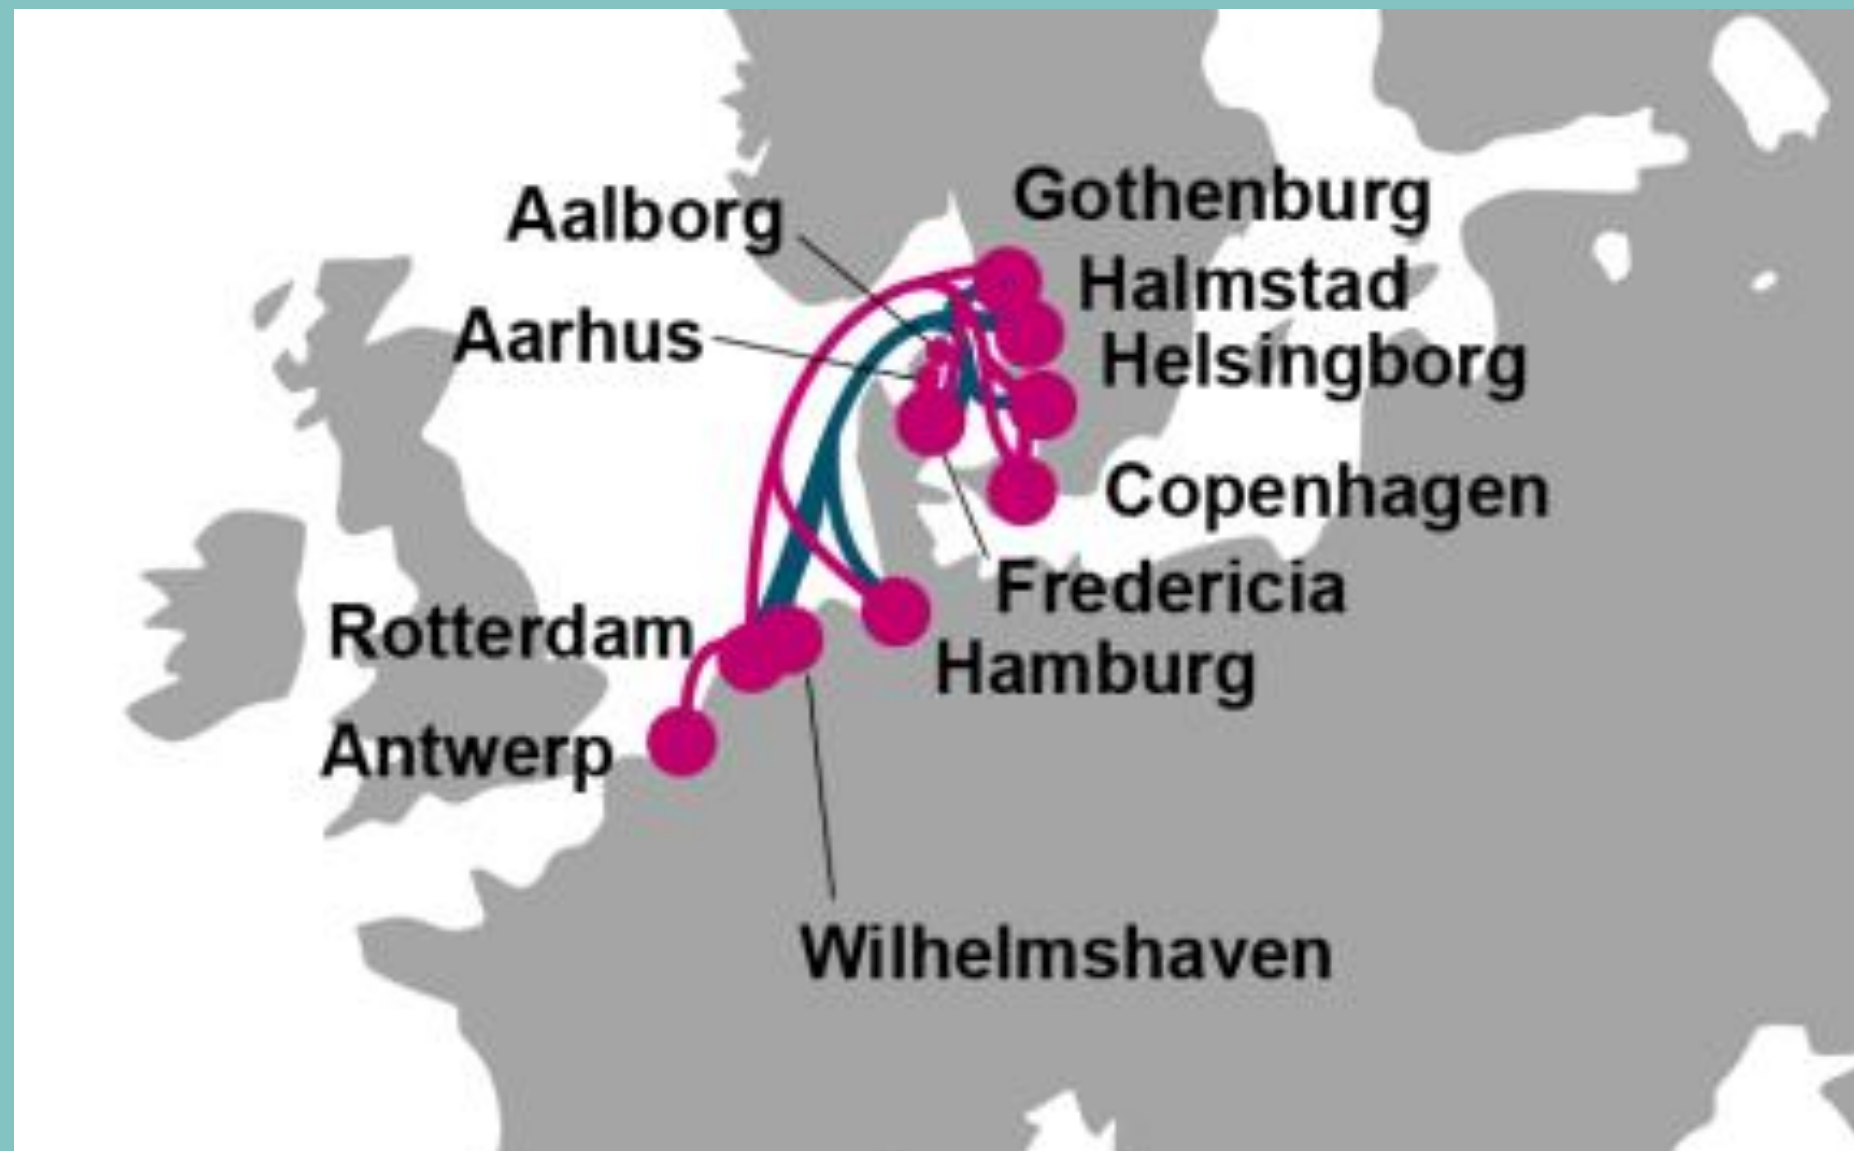 Gothenburg
Aalborg
Halmstad
Aarhus
Helsingborg
Copenhagen
Fredericia
Rotterdam
Hamburg
Antwerp
Wilhelmshaven